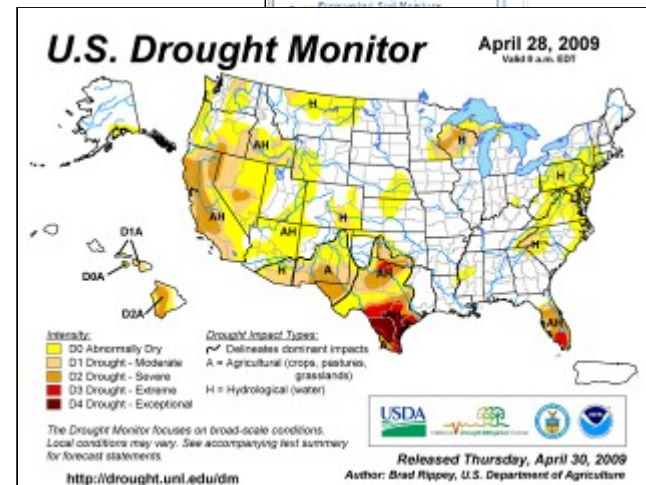 Forecasted Soil Moisture
U.S. Drought Monitor
April 28, 2009
Valid 8 a.m. EDT
H
AH
H
H
AH
AH
H
H
H
A
AH
AH
D1A
D0A
D2A
Intensity:
D0 Abnormally Dry
D1 Drought - Moderate
D2 Drought - Severe
D3 Drought - Extreme
D4 Drought - Exceptional
Drought Impact Types:
Delineates dominant impacts
A = Agricultural (crops, pastures,
grasslands)
H = Hydrological (water)
The Drought Monitor focuses on broad-scale conditions.
Local conditions may vary. See accompanying text summary
for forecast statements.
http://drought.unl.edu/dm
USDA
Released Thursday, April 30, 2009
Author: Brad Rippey, U.S. Department of Agriculture